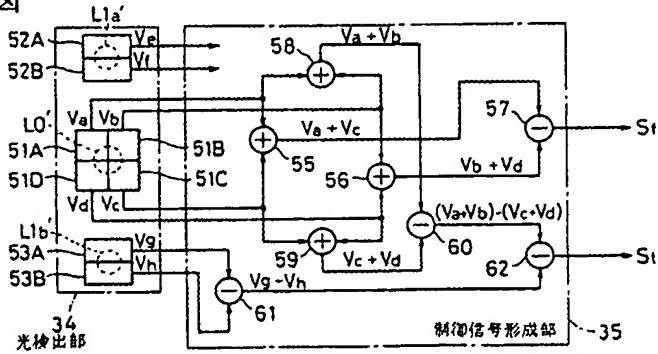 図
L1a'
52A
52B
Ve
Vf
58
Va+Vb
Va
Vb
L0'
51A
51B
51D
51C
Vd
Vc
55
Va+Vc
56
57
Vb+Vd
59
Vc+Vd
60
(Va+Vb)-(Vc+Vd)
62
L1b'
53A
53B
Vg
Vh
61
Vg-Vh
34
光検出部
制御信号形成部
35